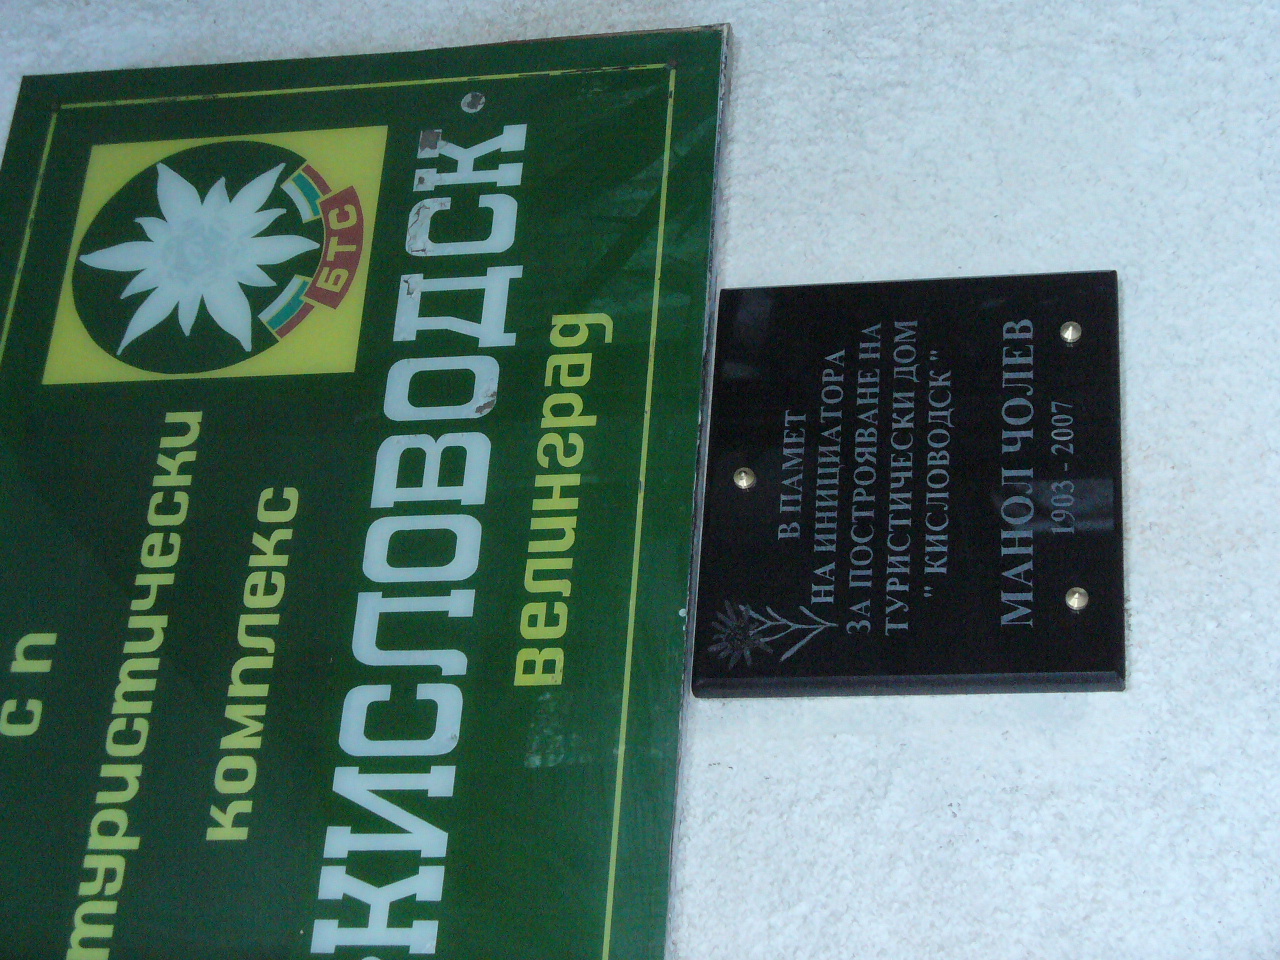 с п
туристически
комплекс
КИСЛОВОДСК
Велинград
БТС
В ПАМЕТ
НА ИНИЦИАТОРА
ЗА ПОСТРОЯВАНЕ НА
ТУРИСТИЧЕСКИ ДОМ
" КИСЛОВОДСК "
МАНОЛ ЧОЛЕВ
1903 - 2007